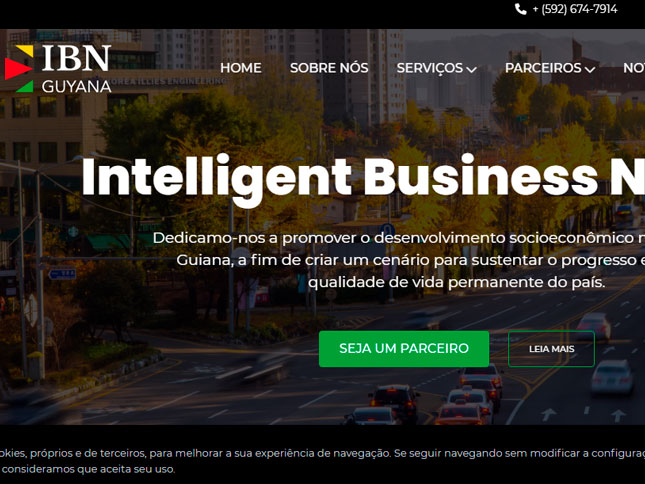 + (592) 674-7914
IBN
GUYANA
HOME SOBRE NÓS SERVIÇOS PARCEIROS NO
KOREA ILLIES ENGINEERING
Intelligent Business N
Dedicamo-nos a promover o desenvolvimento socioeconômico
Guiana, a fim de criar um cenário para sustentar o progresso e
qualidade de vida permanente do país.
SEJA UM PARCEIRO LEIA MAIS
okies, próprios e de terceiros, para melhorar a sua experiência de navegação. Se seguir navegando sem modificar a configura
consideramos que aceita seu uso.